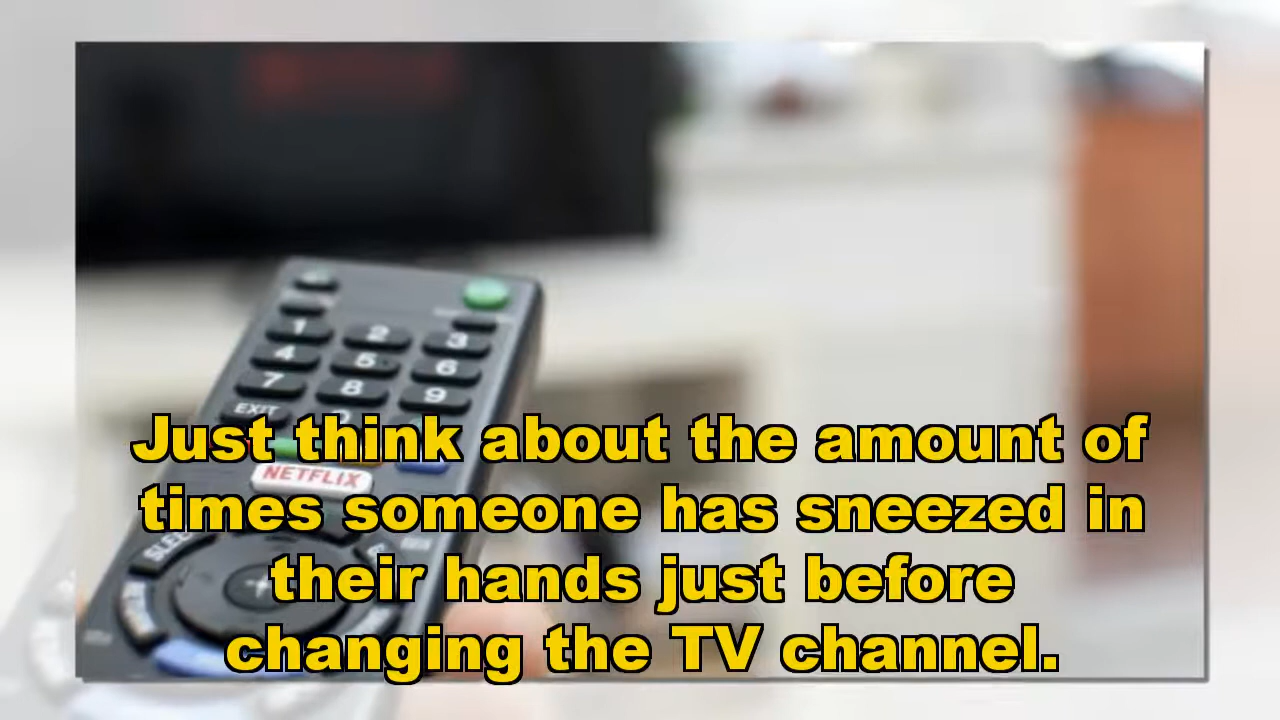 1 2 3
4 5 6
7 8 9
EXIT 0
Just think about the amount of
NETFLIX
times someone has sneezed in
their hands just before
changing the TV channel.